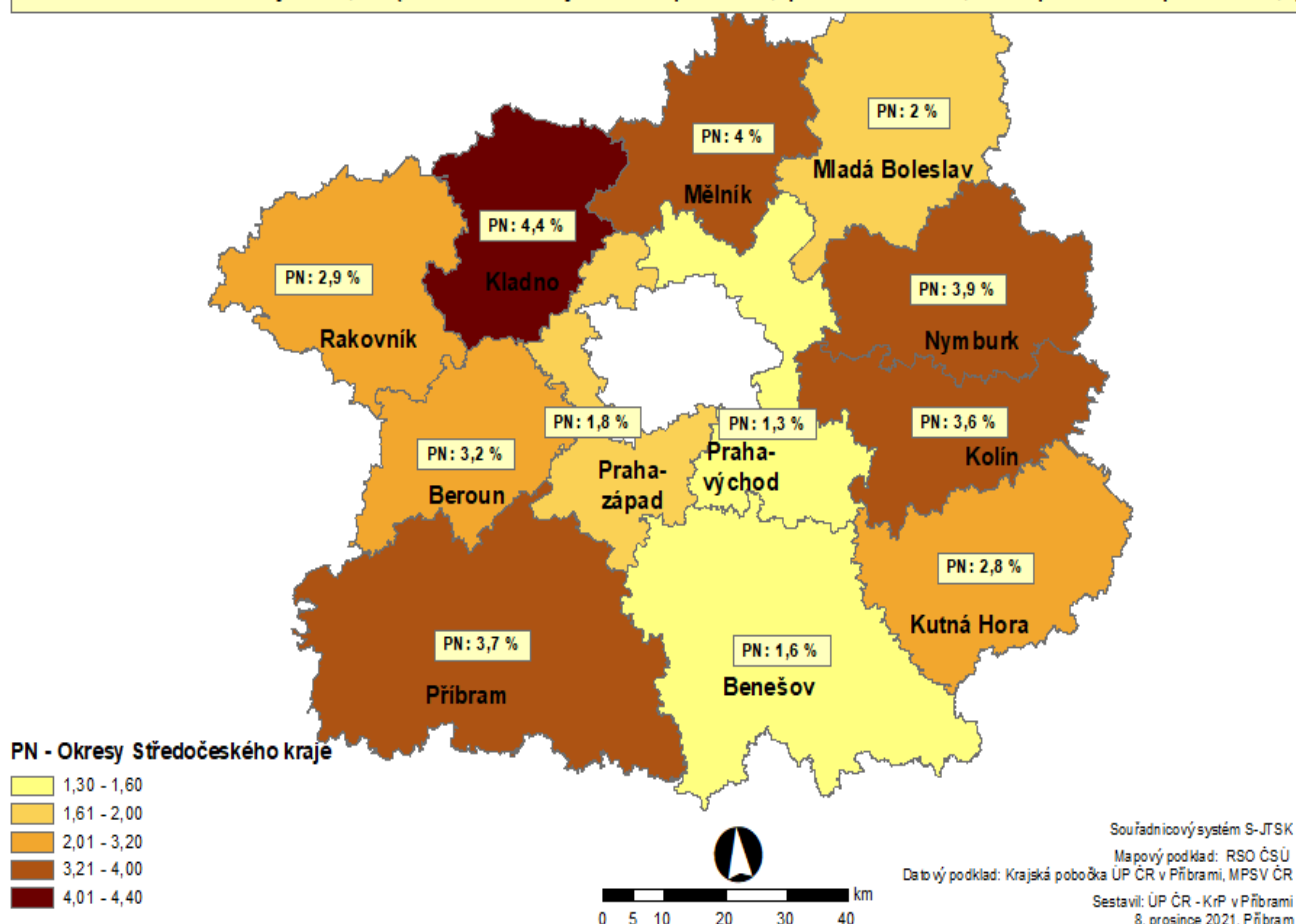 PN: 2 %
Mladá Boleslav
PN: 4 %
Mělník
PN: 4,4 %
Kladno
PN: 2,9 %
Rakovník
PN: 3,9 %
Nymburk
PN: 1,8 %
Praha-
západ
PN: 1,3 %
Praha-
východ
PN: 3,6 %
Kolín
PN: 3,2 %
Beroun
PN: 2,8 %
Kutná Hora
PN: 3,7 %
Příbram
PN: 1,6 %
Benešov
PN - Okresy Středočeského kraje
1,30 - 1,60
1,61 - 2,00
2,01 - 3,20
3,21 - 4,00
4,01 - 4,40
km
0 5 10 20 30 40
Souřadnicový systém S-JTSK
Mapový podklad: RSO ČSÚ
Datový podklad: Krajská pobočka ÚP ČR v Příbrami, MPSV ČR
Sestavil: ÚP ČR - KrP v Příbrami
8. prosince 2021, Příbram